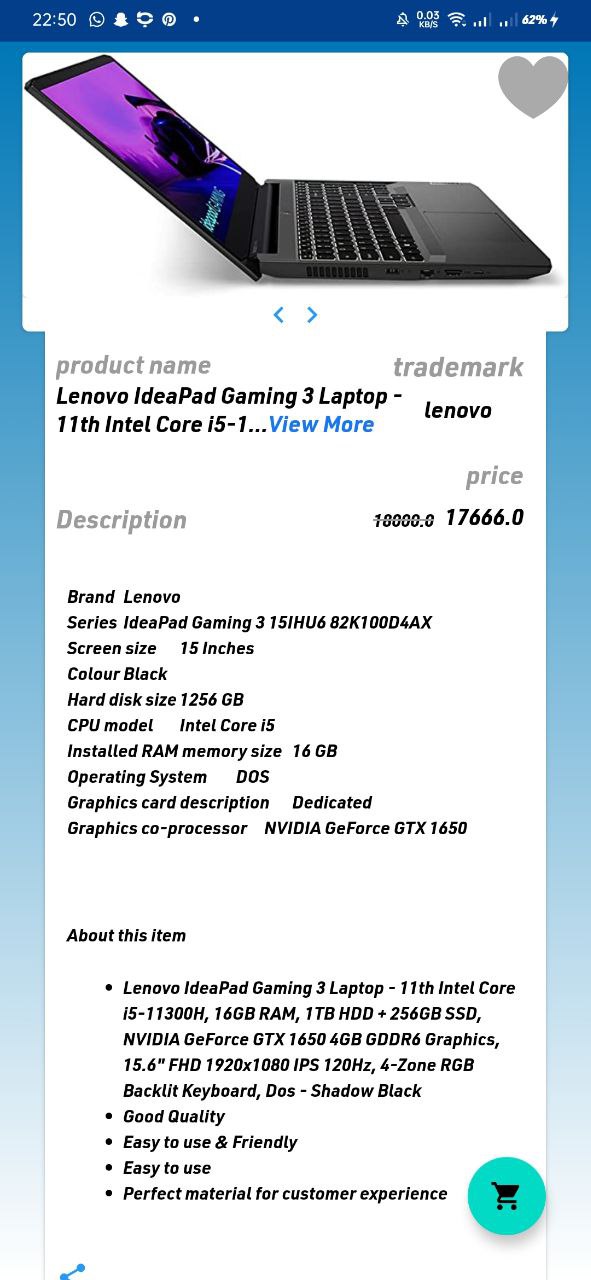 22:50
0.03
KB/S
62%
ideapad GAMING
product name
trademark
Lenovo IdeaPad Gaming 3 Laptop -
11th Intel Core i5-1...View More
lenovo
price
Description
18000.0 17666.0
Brand Lenovo
Series IdeaPad Gaming 3 15IHU6 82K100D4AX
Screen size 15 Inches
Colour Black
Hard disk size 1256 GB
CPU model Intel Core i5
Installed RAM memory size 16 GB
Operating System DOS
Graphics card description Dedicated
Graphics co-processor NVIDIA GeForce GTX 1650
About this item
• Lenovo IdeaPad Gaming 3 Laptop - 11th Intel Core
i5-11300H, 16GB RAM, 1TB HDD + 256GB SSD,
NVIDIA GeForce GTX 1650 4GB GDDR6 Graphics,
15.6" FHD 1920x1080 IPS 120Hz, 4-Zone RGB
Backlit Keyboard, Dos - Shadow Black
• Good Quality
• Easy to use & Friendly
• Easy to use
• Perfect material for customer experience